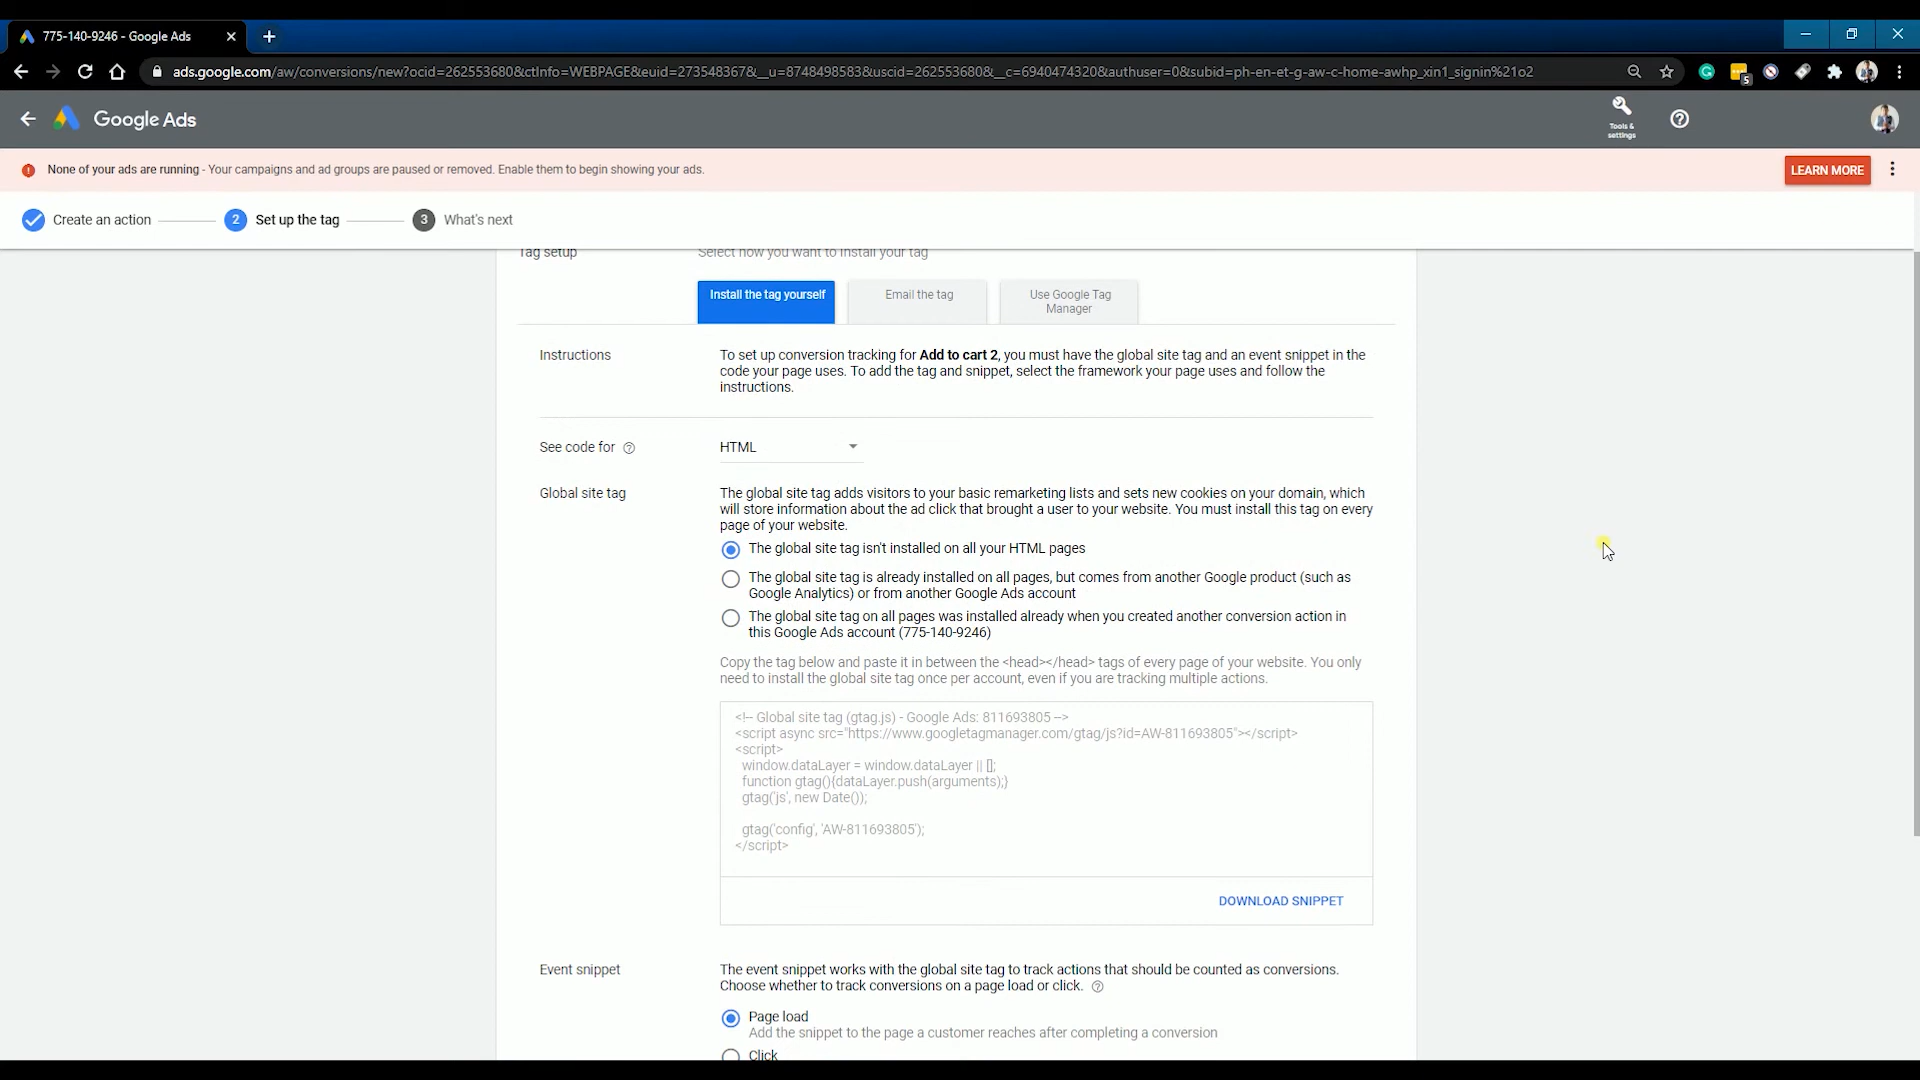 775-140-9246 - Google Ads
ads.google.com/aw/conversions/new?ocid=262553680&ctInfo=WEBPAGE&euid=273548367&__u=8748498583&uscid=262553680&__c=6940474320&authuser=0&subid=ph-en-et-g-aw-c-home-awhp_xin1_signin%21o2
5
Google Ads
Tools &
settings
None of your ads are running - Your campaigns and ad groups are paused or removed. Enable them to begin showing your ads.
LEARN MORE
Create an action
2
Set up the tag
3
What's next
Tag setup
Select how you want to install your tag
Install the tag yourself
Email the tag
Use Google Tag
Manager
Instructions
To set up conversion tracking for Add to cart 2, you must have the global site tag and an event snippet in the
code your page uses. To add the tag and snippet, select the framework your page uses and follow the
instructions.
See code for
HTML
Global site tag
The global site tag adds visitors to your basic remarketing lists and sets new cookies on your domain, which
will store information about the ad click that brought a user to your website. You must install this tag on every
page of your website.
The global site tag isn't installed on all your HTML pages
The global site tag is already installed on all pages, but comes from another Google product (such as
Google Analytics) or from another Google Ads account
The global site tag on all pages was installed already when you created another conversion action in
this Google Ads account (775-140-9246)
Copy the tag below and paste it in between the <head></head> tags of every page of your website. You only
need to install the global site tag once per account, even if you are tracking multiple actions.
<!-- Global site tag (gtag.js) - Google Ads: 811693805 -->
<script async src="https://www.googletagmanager.com/gtag/js?id=AW-811693805"></script>
<script>
window.dataLayer = window.dataLayer || [];
function gtag(){dataLayer.push(arguments);}
gtag('js', new Date());
gtag('config', 'AW-811693805');
</script>
DOWNLOAD SNIPPET
Event snippet
The event snippet works with the global site tag to track actions that should be counted as conversions.
Choose whether to track conversions on a page load or click.
Page load
Add the snippet to the page a customer reaches after completing a conversion
Click